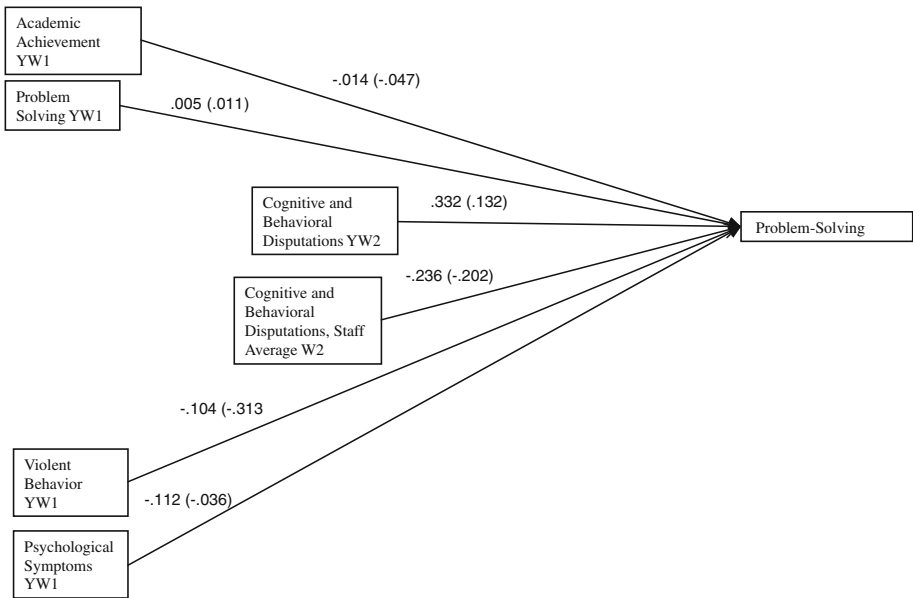 Academic
Achievement
YW1
-.014 (-.047)
Problem
Solving YW1
.005 (.011)
Cognitive and
Behavioral
Disputations YW2
.332 (.132)
Problem-Solving
Cognitive and
Behavioral
Disputations, Staff
Average W2
-.236 (-.202)
-.104 (-.313
Violent
Behavior
YW1
-.112 (-.036)
Psychological
Symptoms
YW1